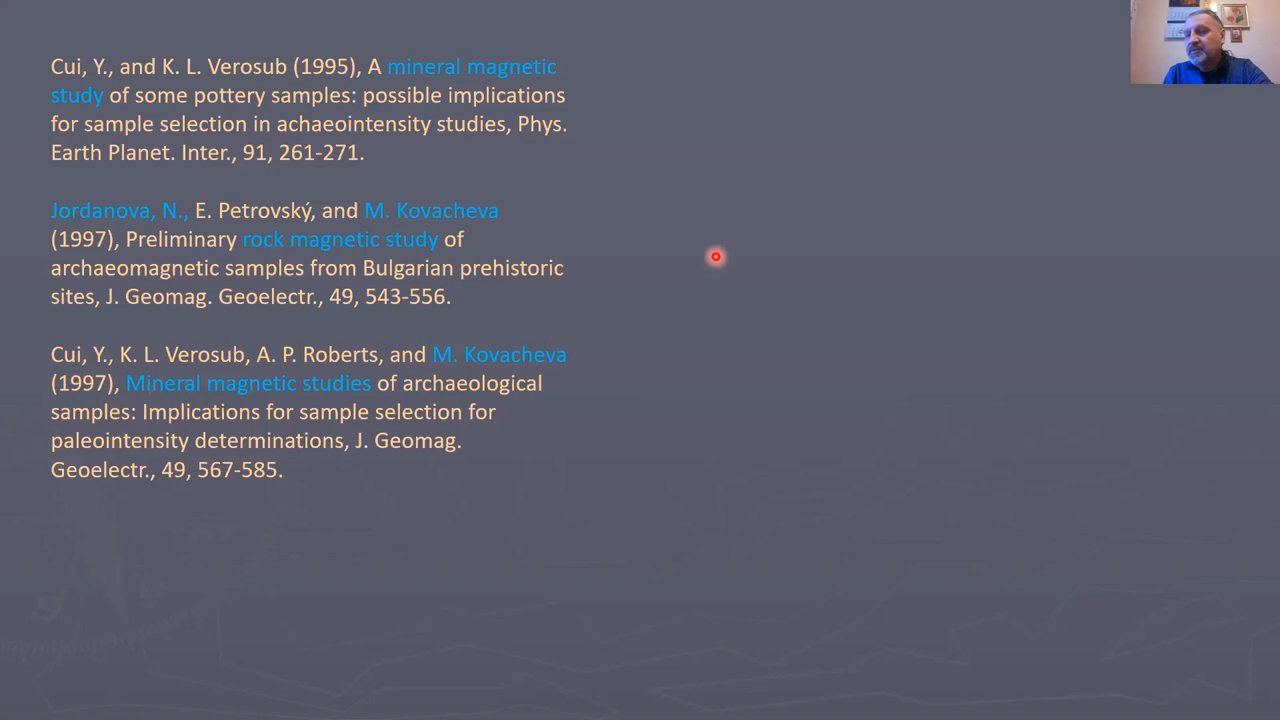 Cui, Y., and K. L. Verosub (1995), A mineral magnetic
study of some pottery samples: possible implications
for sample selection in achaeointensity studies, Phys.
Earth Planet. Inter., 91, 261-271.
Jordanova, N., E. Petrovský, and M. Kovacheva
(1997), Preliminary rock magnetic study of
archaeomagnetic samples from Bulgarian prehistoric
sites, J. Geomag. Geoelectr., 49, 543-556.
Cui, Y., K. L. Verosub, A. P. Roberts, and M. Kovacheva
(1997), Mineral magnetic studies of archaeological
samples: Implications for sample selection for
paleointensity determinations, J. Geomag.
Geoelectr., 49, 567-585.
S